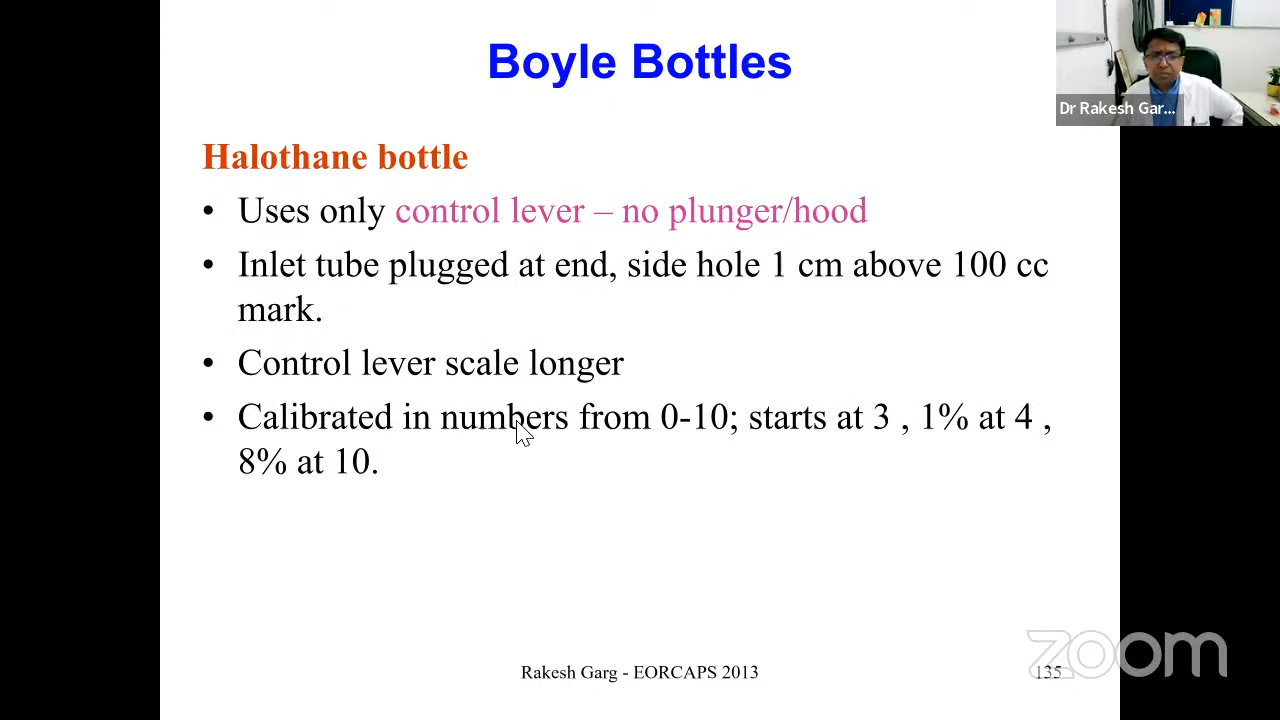 Boyle Bottles
Dr Rakesh Gar...
Halothane bottle
• Uses only control lever – no plunger/hood
• Inlet tube plugged at end, side hole 1 cm above 100 cc
mark.
• Control lever scale longer
• Calibrated in numbers from 0-10; starts at 3 , 1% at 4 ,
8% at 10.
Rakesh Garg - EORCAPS 2013
135
zoom